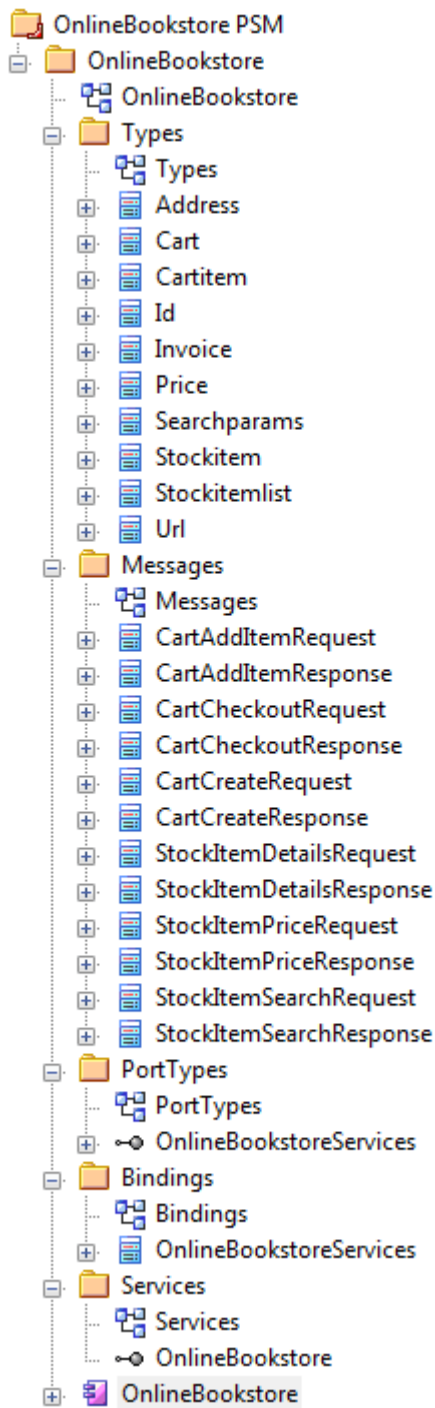 OnlineBookstore PSM
OnlineBookstore
OnlineBookstore
Types
Types
Address
Cart
Cartitem
Id
Invoice
Price
Searchparams
Stockitem
Stockitemlist
Url
Messages
Messages
CartAddItemRequest
CartAddItemResponse
CartCheckoutRequest
CartCheckoutResponse
CartCreateRequest
CartCreateResponse
StockItemDetailsRequest
StockItemDetailsResponse
StockItemPriceRequest
StockItemPriceResponse
StockItemSearchRequest
StockItemSearchResponse
PortTypes
PortTypes
OnlineBookstoreServices
Bindings
Bindings
OnlineBookstoreServices
Services
Services
OnlineBookstore
OnlineBookstore